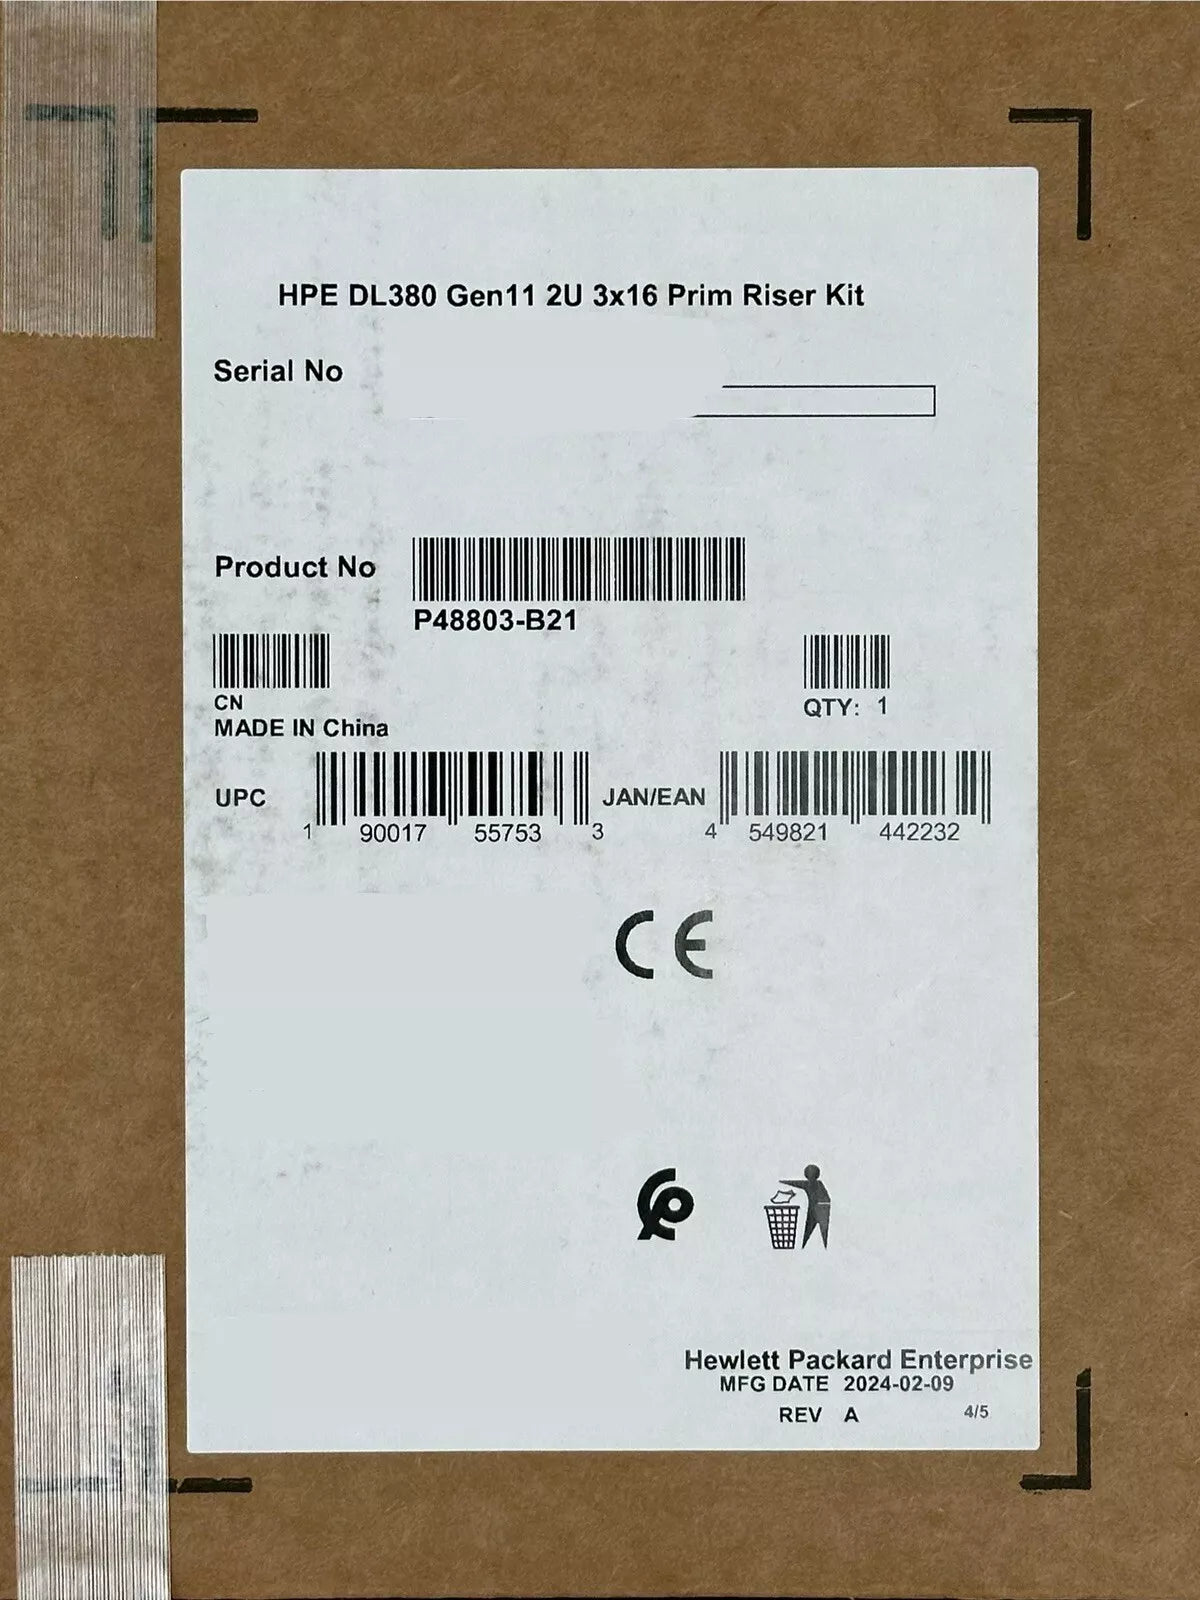 HPE DL380 Gen11 2U 3x16 Prim Riser Kit
Serial No
Product No
P48803-B21
CN
QTY: 1
MADE IN China
UPC
1 90017 55753 3
JAN/EAN
4 549821 442232
CE
Hewlett Packard Enterprise
MFG DATE 2024-02-09
REV A
4/5